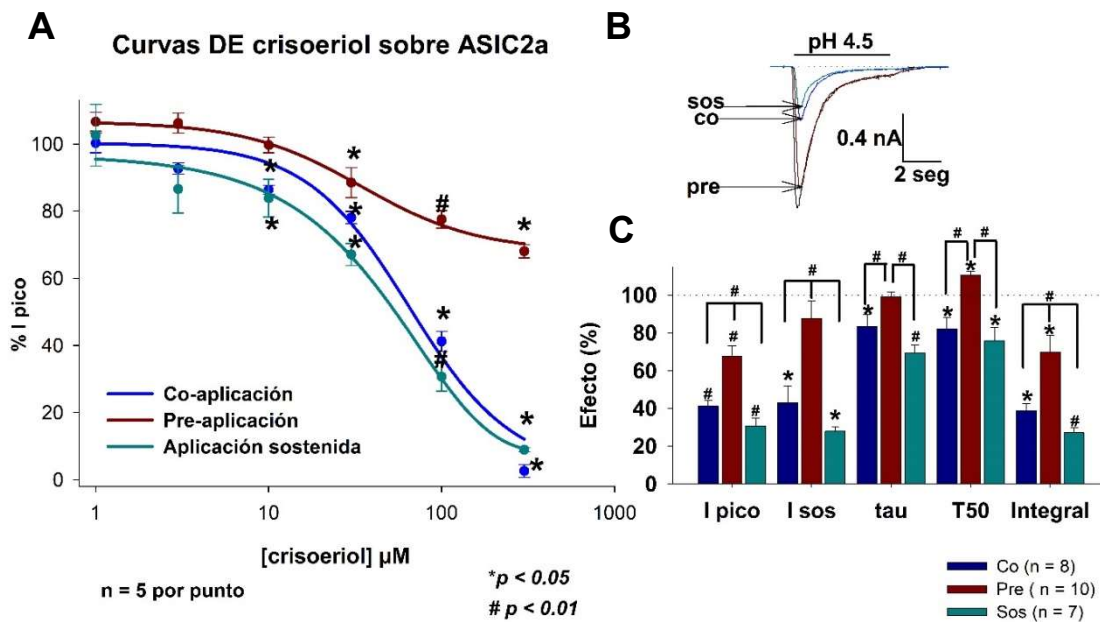 A
Curvas DE crisoeriol sobre ASIC2a
% I pico
100
80
60
40
20
0
* * # *
* * * *
* * # *
Co-aplicación
Pre-aplicación
Aplicación sostenida
1 10 100 1000
[crisoeriol] µM
n = 5 por punto
*p < 0.05
# p < 0.01
B
pH 4.5
sos
co
pre
0.4 nA
2 seg
C
Efecto (%)
100
80
60
40
20
0
# # # # # # #
# # #
* *
* # 
* * *
* * #
I pico I sos tau T50 Integral
Co (n = 8)
Pre ( n = 10)
Sos (n = 7)